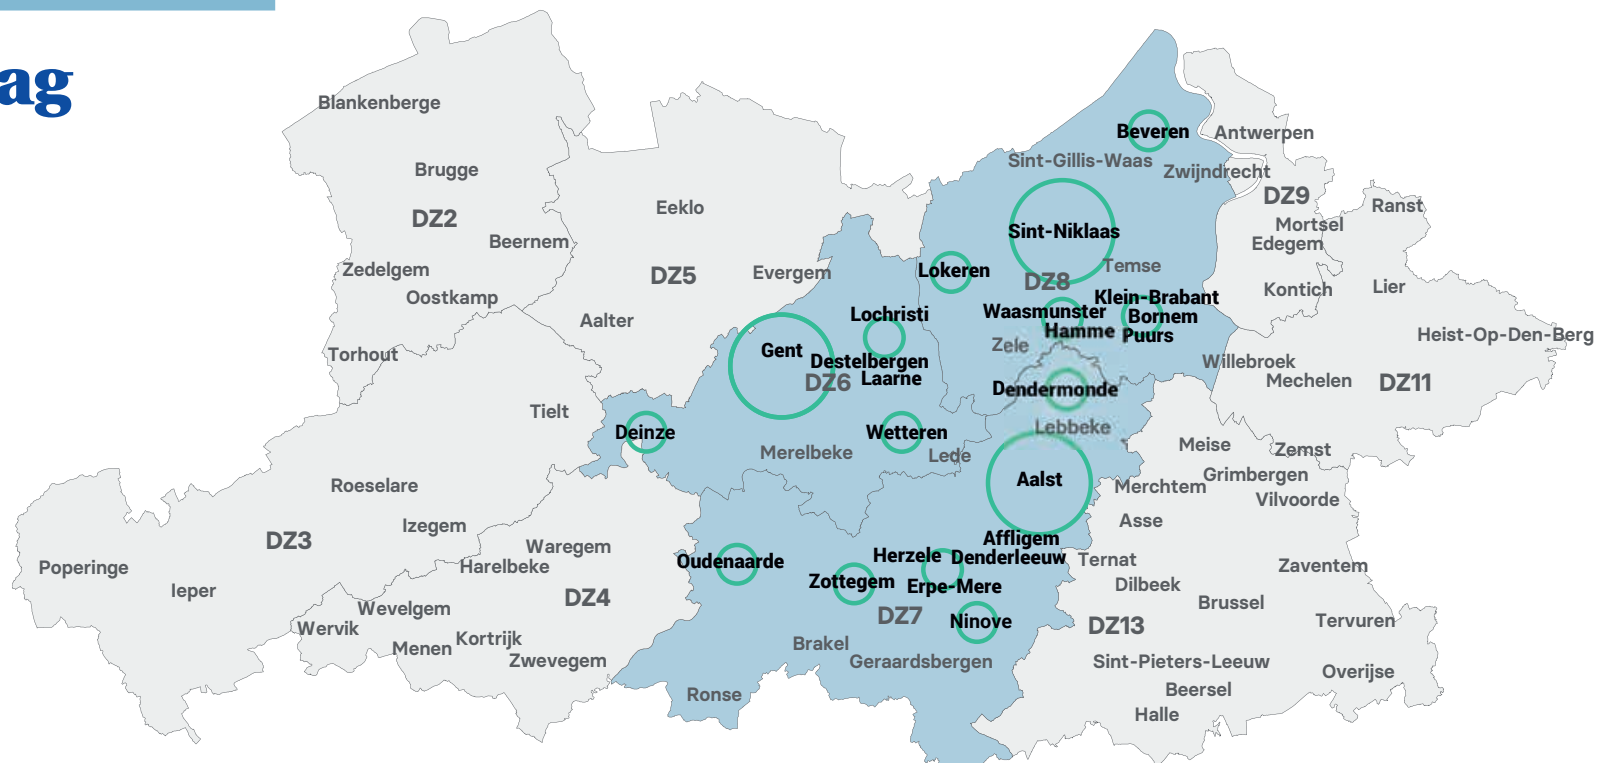 ag
Blankenberge
Brugge
DZ2
Beernem
Zedelgem
Oostkamp
Torhout
Eeklo
DZ5
Evergem
Aalter
Tielt
Roeselare
Izegem
DZ3
Poperinge
Ieper
Waregem
Harelbeke
DZ4
Wevelgem
Wervik
Menen
Kortrijk
Zwevegem
Lochristi
Gent
Destelbergen
DZ6
Laarne
Deinze
Wetteren
Merelbeke
Lede
Beveren
Sint-Gillis-Waas
Zwijndrecht
Sint-Niklaas
Lokeren
Temse
DZ8
Klein-Brabant
Waasmunster
Bornem
Hamme
Puurs
Zele
Dendermonde
Lebbeke
Aalst
Affligem
Herzele
Denderleeuw
Oudenaarde
Zottegem
Erpe-Mere
DZ7
Ninove
Brakel
Geraardsbergen
Ronse
Antwerpen
DZ9
Mortsel
Edegem
Kontich
Ranst
Lier
Heist-Op-Den-Berg
Willebroek
Mechelen
DZ11
Meise
Zemst
Grimbergen
Merchtem
Vilvoorde
Asse
Ternat
Zaventem
Dilbeek
Brussel
DZ13
Tervuren
Sint-Pieters-Leeuw
Overijse
Beersel
Halle